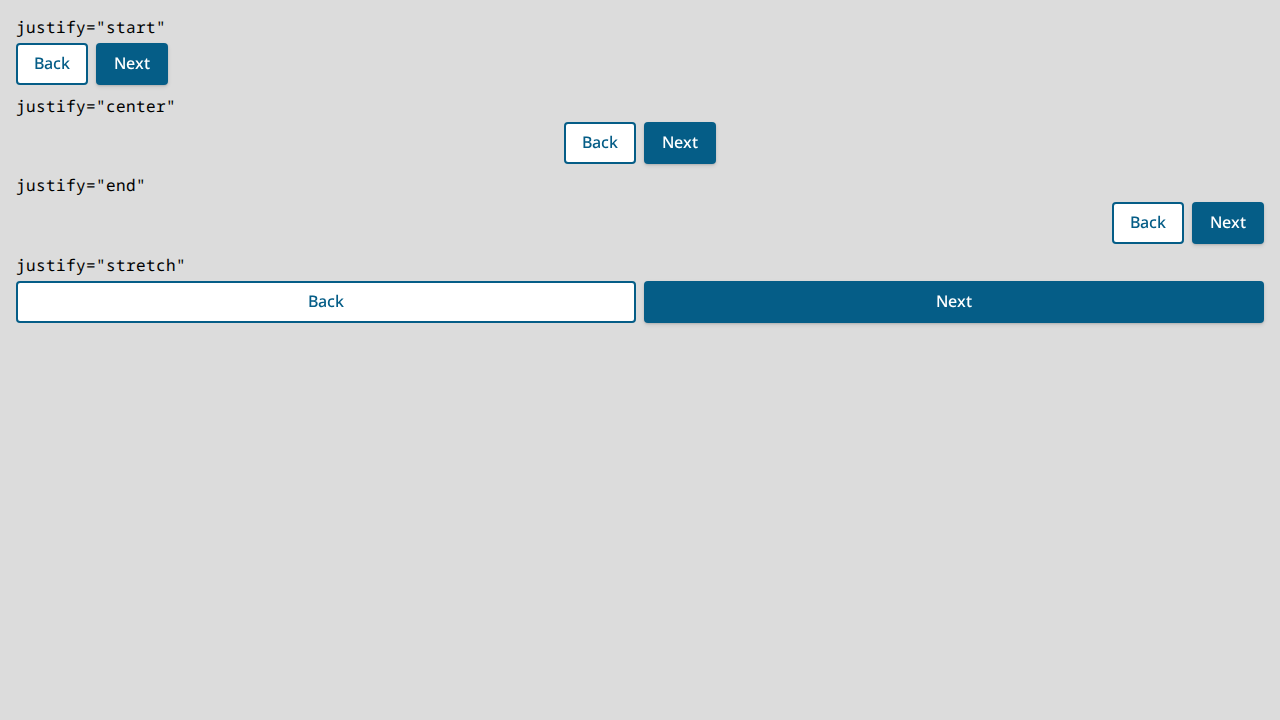 justify="start"
Back Next
justify="center"
Back Next
justify="end"
Back Next
justify="stretch"
Back Next